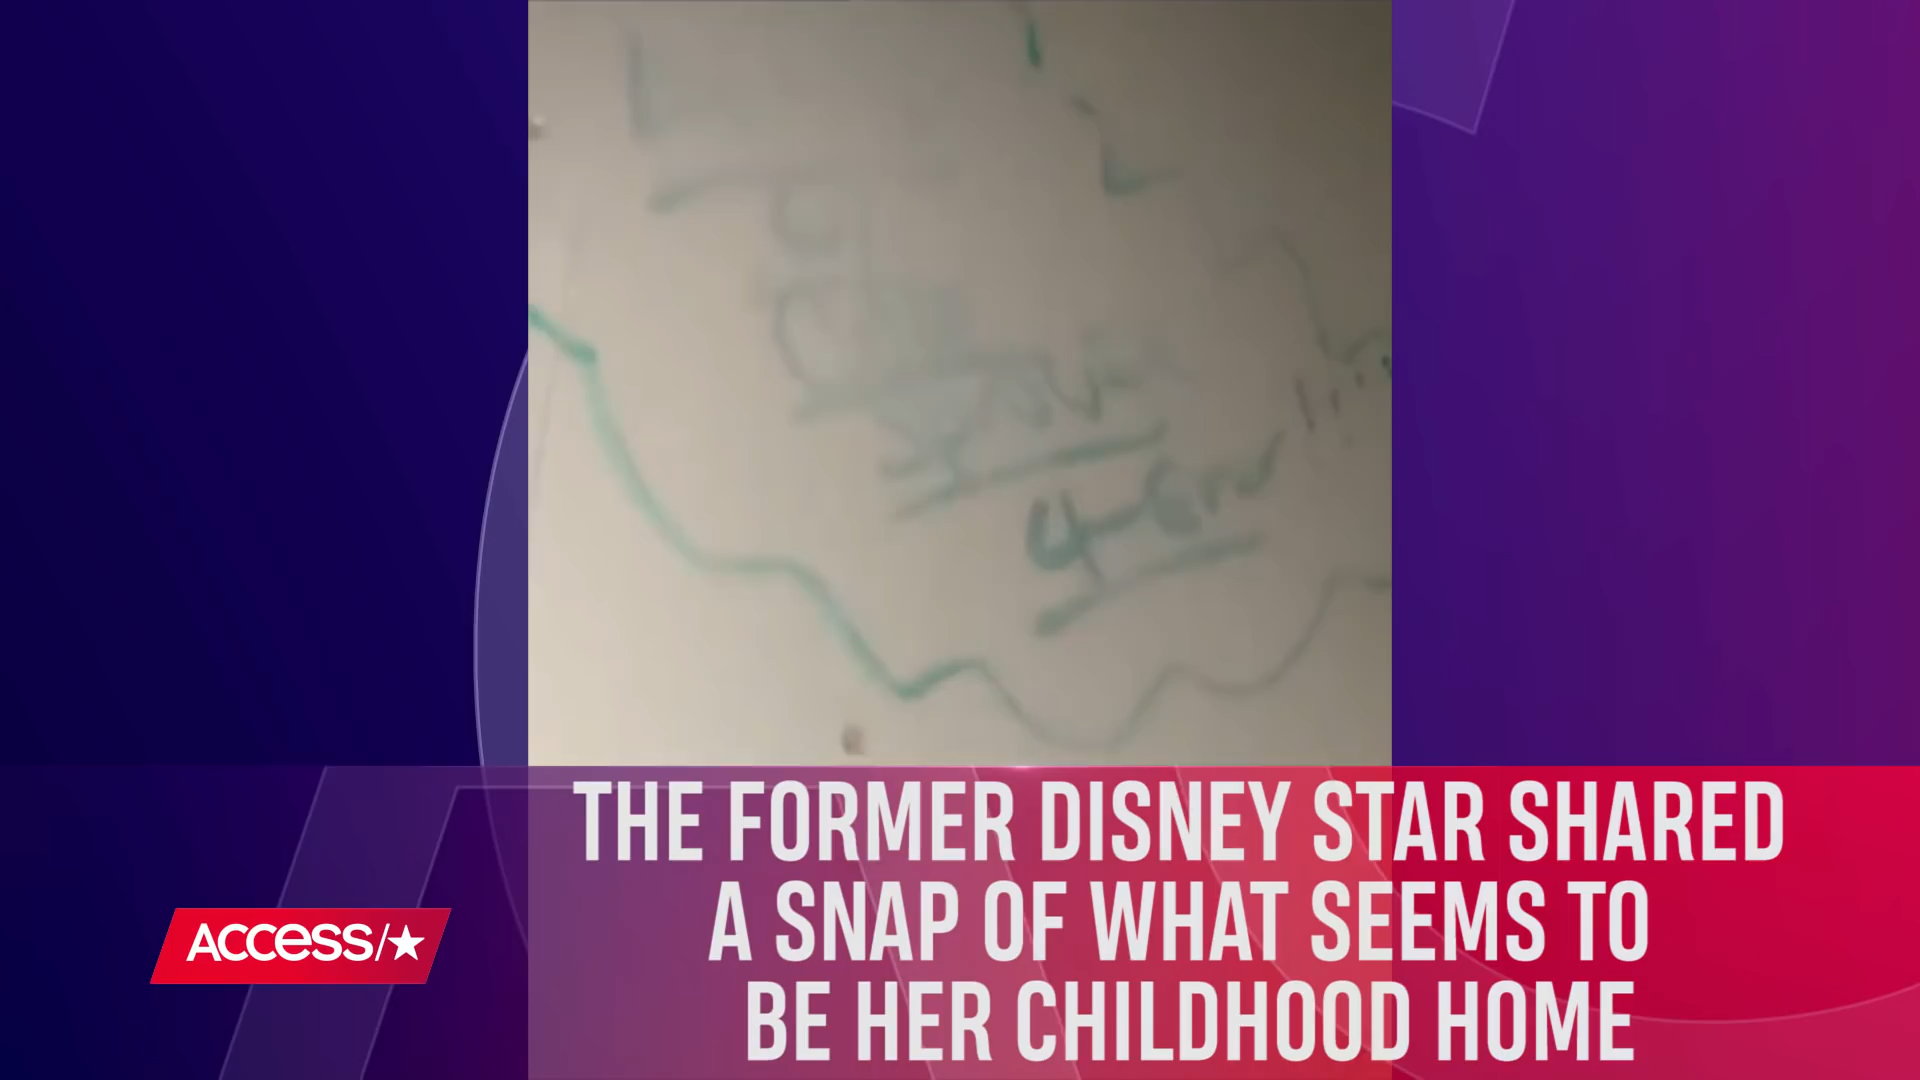 THE FORMER DISNEY STAR SHARED
A SNAP OF WHAT SEEMS TO
BE HER CHILDHOOD HOME
ACCESS/★